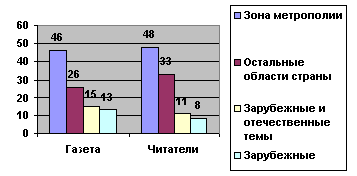 60
50
40
30
20
10
0
46
26
15
13
48
33
11
8
Газета
Читатели
Зона метрополии
Остальные
области страны
Зарубежные и
отечественные
темы
Зарубежные